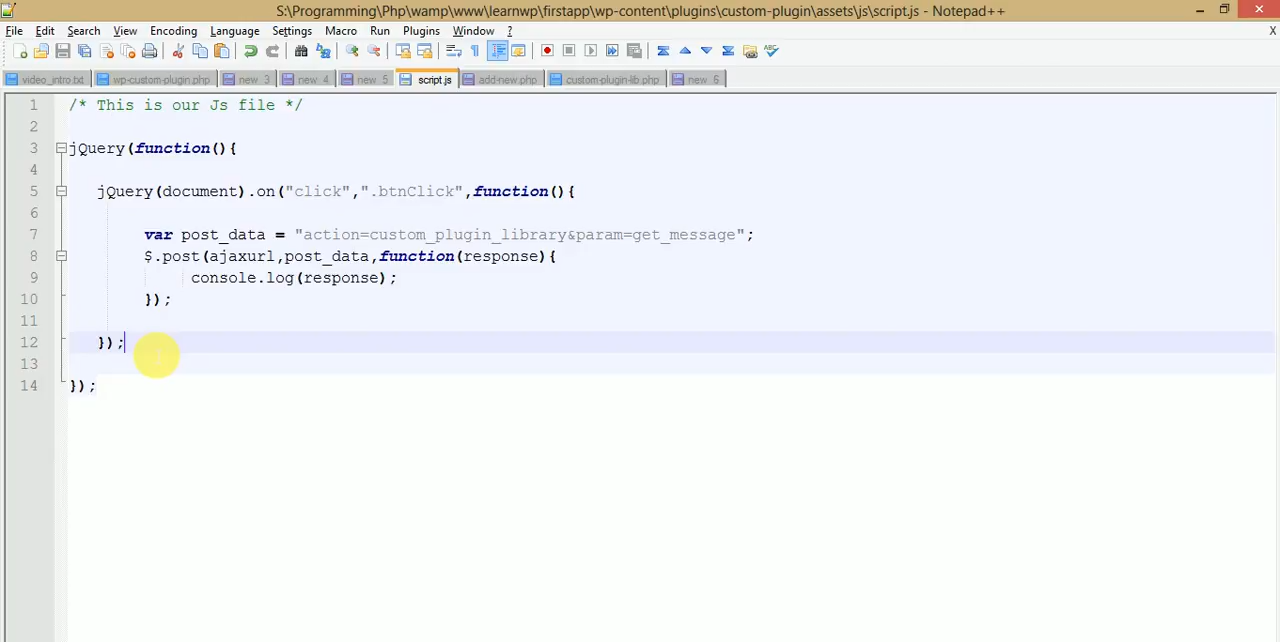 S:\Programming\Php\wamp\www\learnwp\firstapp\wp-content\plugins\custom-plugin\assets\js\script.js - Notepad++
File Edit Search View Encoding Language Settings Macro Run Plugins Window ? X
video_intro.txt wp-custom-plugin.php new 3 new 4 new 5 script.js add-new.php custom-plugin-lib.php new 6
1 /* This is our Js file */
2
3 jQuery(function(){
4
5 jQuery(document).on("click",".btnClick",function(){
6
7 var post_data = "action=custom_plugin_library&param=get_message";
8 $.post(ajaxurl,post_data,function(response){
9 console.log(response);
10 });
11
12 });
13
14 });